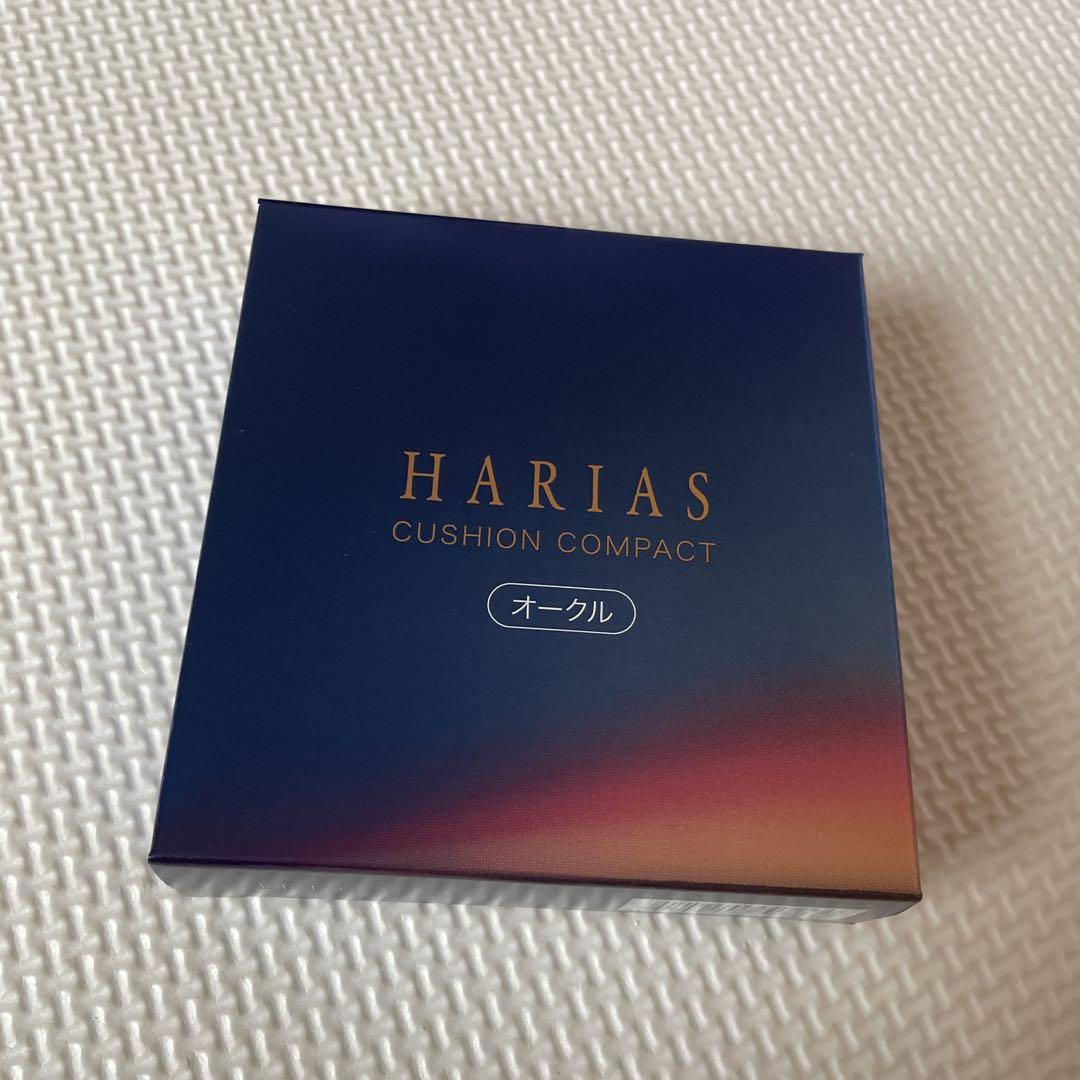 HARIAS
CUSHION COMPACT
オークル